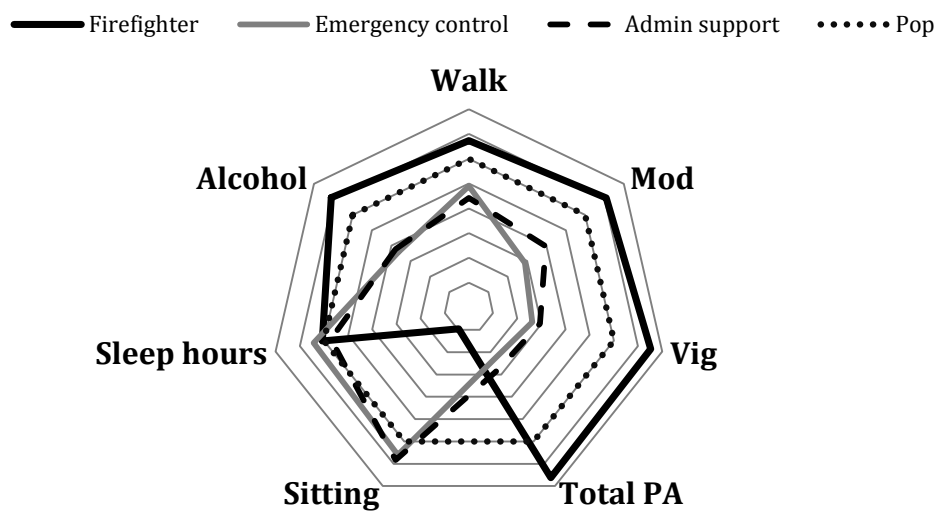 Firefighter Emergency control Admin support Pop
Walk
Alcohol Mod
Sleep hours Vig
Sitting Total PA